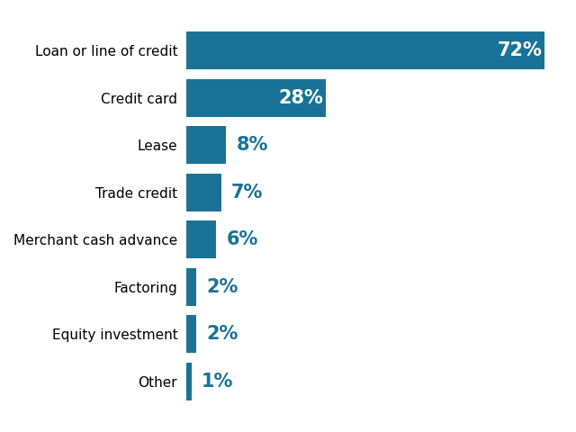 Loan or line of credit 72%
Credit card 28%
Lease 8%
Trade credit 7%
Merchant cash advance 6%
Factoring 2%
Equity investment 2%
Other 1%